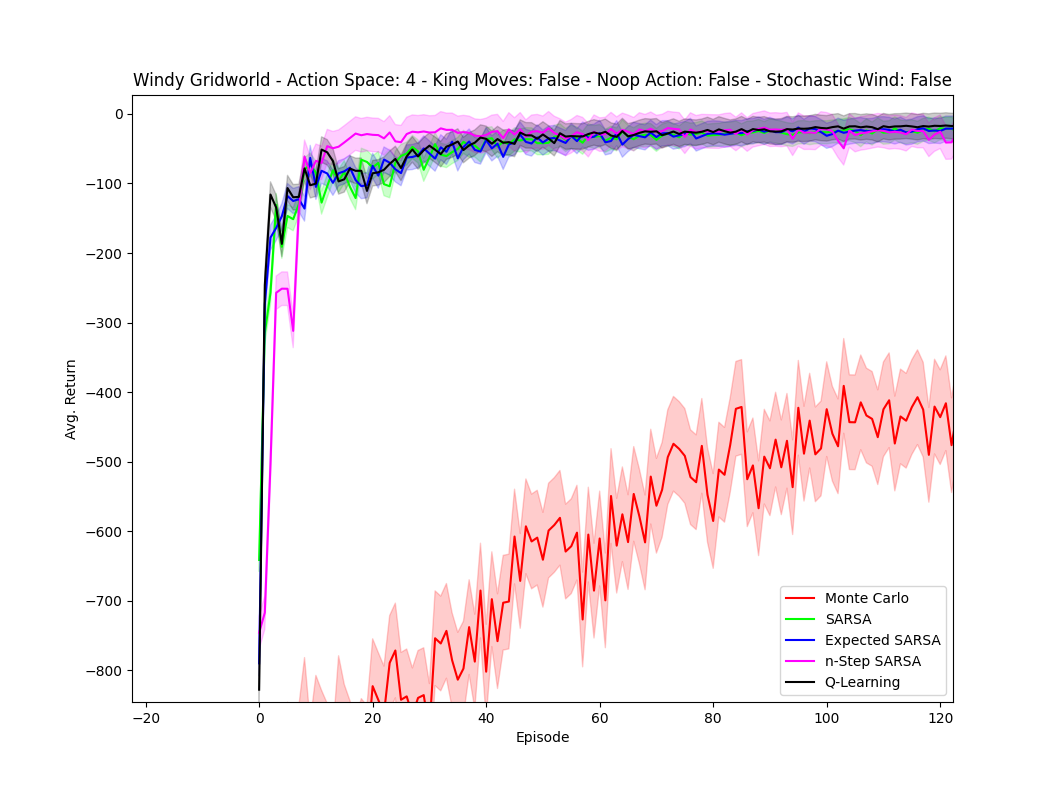 Windy Gridworld - Action Space: 4 - King Moves: False - Noop Action: False - Stochastic Wind: False
0
−100
−200
−300
−400
−500
−600
−700
−800
Avg. Return
−20
0
20
40
60
80
100
120
Episode
Monte Carlo
SARSA
Expected SARSA
n-Step SARSA
Q-Learning